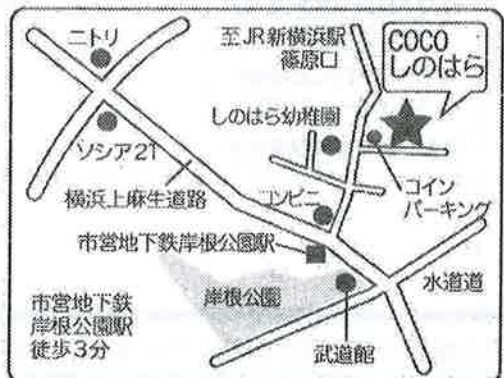 ニトリ
至JR新横浜駅
篠原口
COCO
しのはら
しのはら幼稚園
ソシア21
コイン
パーキング
横浜上麻生道路
コンビニ
市営地下鉄岸根公園駅
岸根公園
水道道
市営地下鉄
岸根公園駅
徒歩3分
武道館